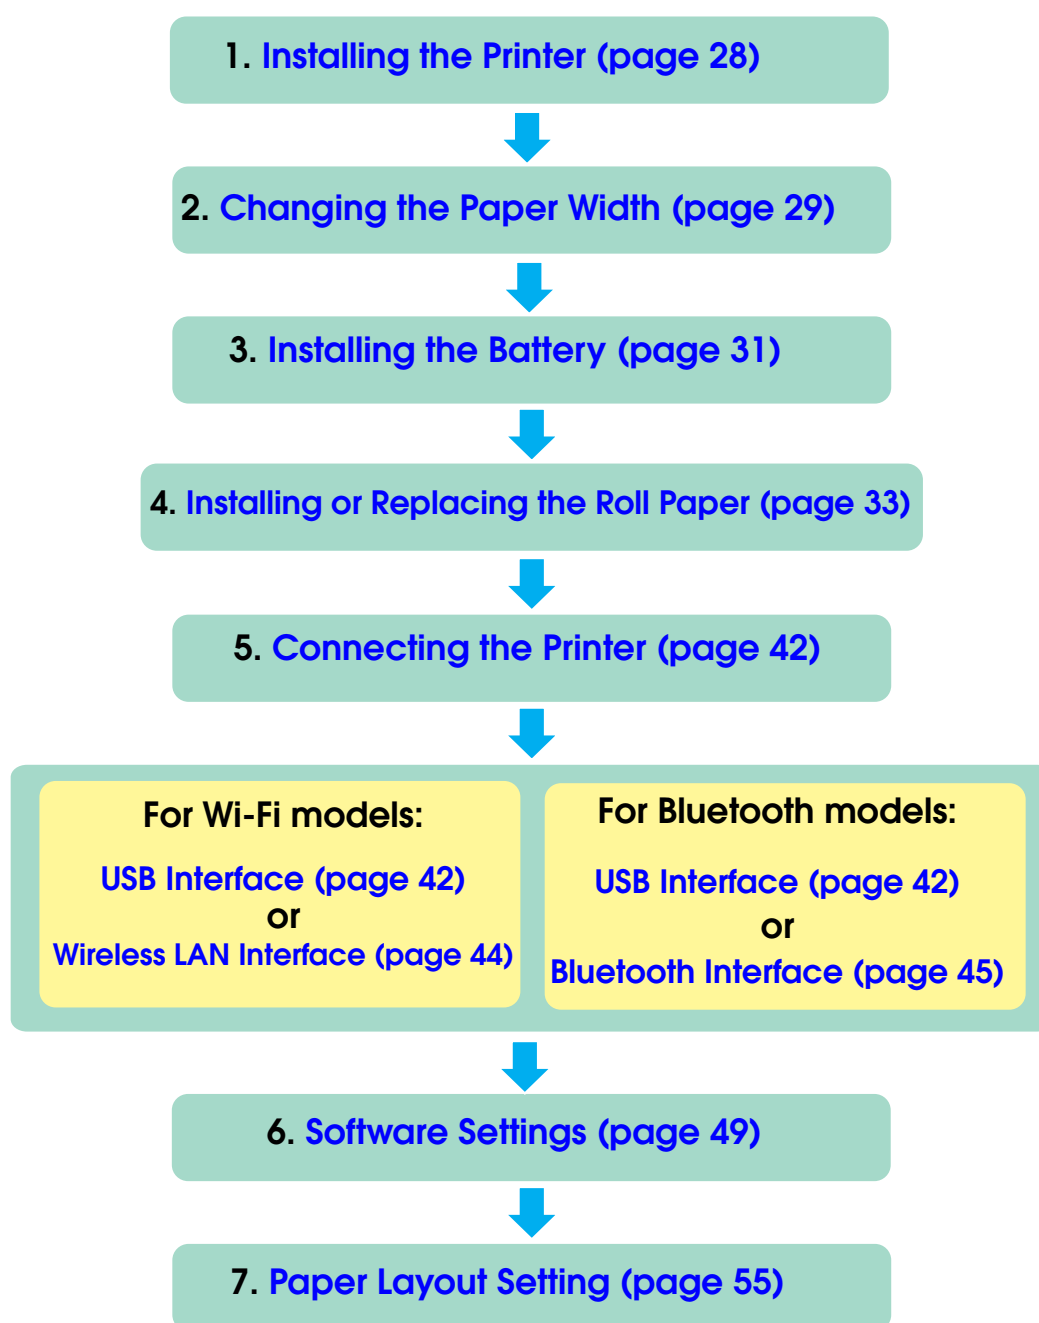 1. Installing the Printer (page 28)
2. Changing the Paper Width (page 29)
3. Installing the Battery (page 31)
4. Installing or Replacing the Roll Paper (page 33)
5. Connecting the Printer (page 42)
For Wi-Fi models:
USB Interface (page 42)
or
Wireless LAN Interface (page 44)
For Bluetooth models:
USB Interface (page 42)
or
Bluetooth Interface (page 45)
6. Software Settings (page 49)
7. Paper Layout Setting (page 55)